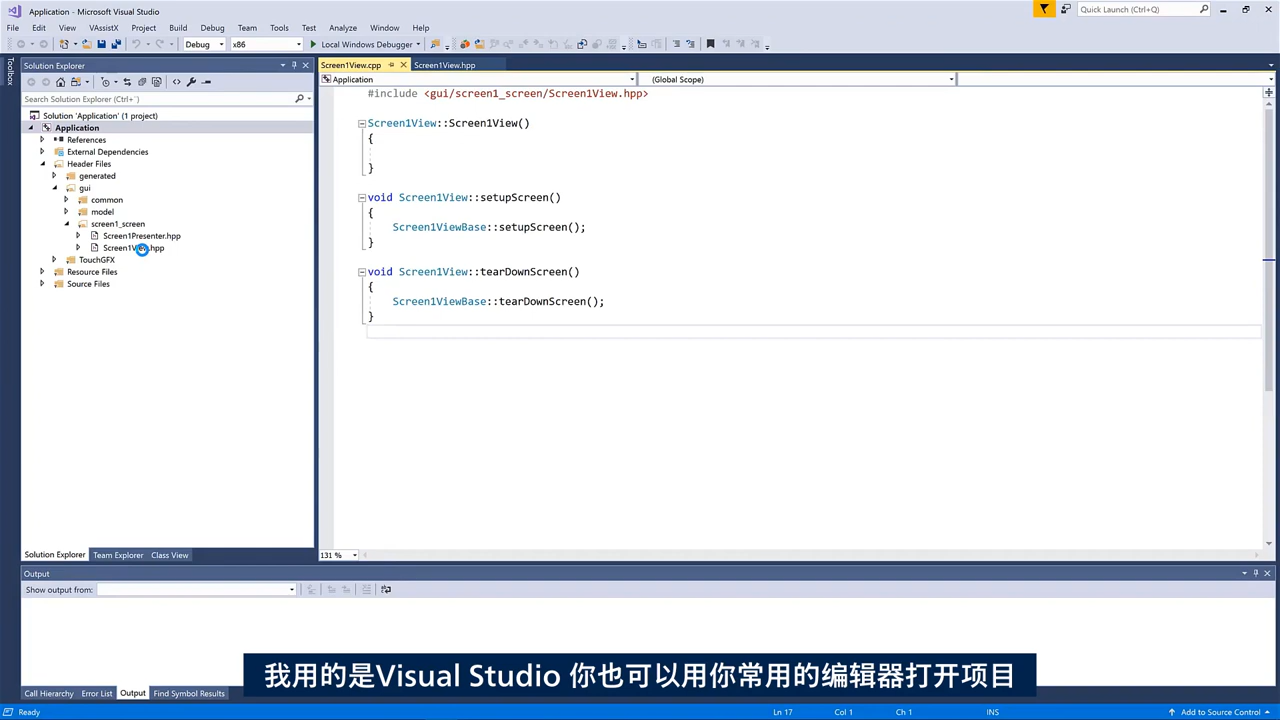 Application - Microsoft Visual Studio
Quick Launch (Ctrl+Q)
File Edit View VAssistX Project Build Debug Team Tools Test Analyze Window Help
Debug x86 Local Windows Debugger
Toolbox
Solution Explorer
Search Solution Explorer (Ctrl+¨)
Solution 'Application' (1 project)
Application
References
External Dependencies
Header Files
generated
gui
common
model
screen1_screen
Screen1Presenter.hpp
TouchGFX
Resource Files
Source Files
Solution Explorer Team Explorer Class View
Screen1View.cpp Screen1View.hpp
Application (Global Scope)
#include <gui/screen1_screen/Screen1View.hpp>
Screen1View::Screen1View()
{
}
void Screen1View::setupScreen()
{
Screen1ViewBase::setupScreen();
}
void Screen1View::tearDownScreen()
{
Screen1ViewBase::tearDownScreen();
}
131 %
Output
Show output from:
我用的是Visual Studio 你也可以用你常用的编辑器打开项目
Call Hierarchy Error List Output Find Symbol Results
Ready Ln 17 Col 1 Ch 1 INS Add to Source Control